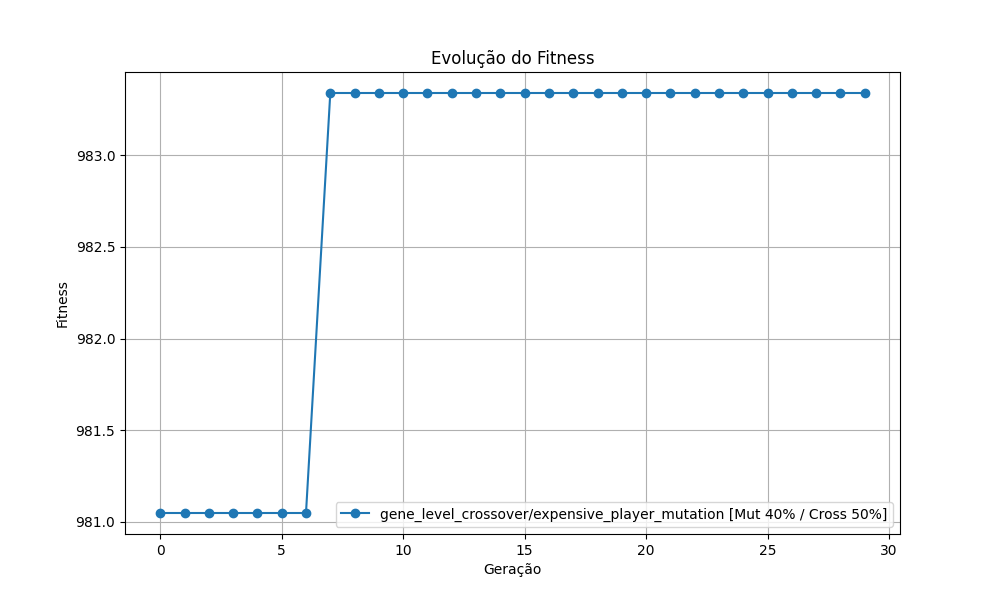 Evolução do Fitness
Fitness
983.0
982.5
982.0
981.5
981.0
gene_level_crossover/expensive_player_mutation [Mut 40% / Cross 50%]
0 5 10 15 20 25 30
Geração